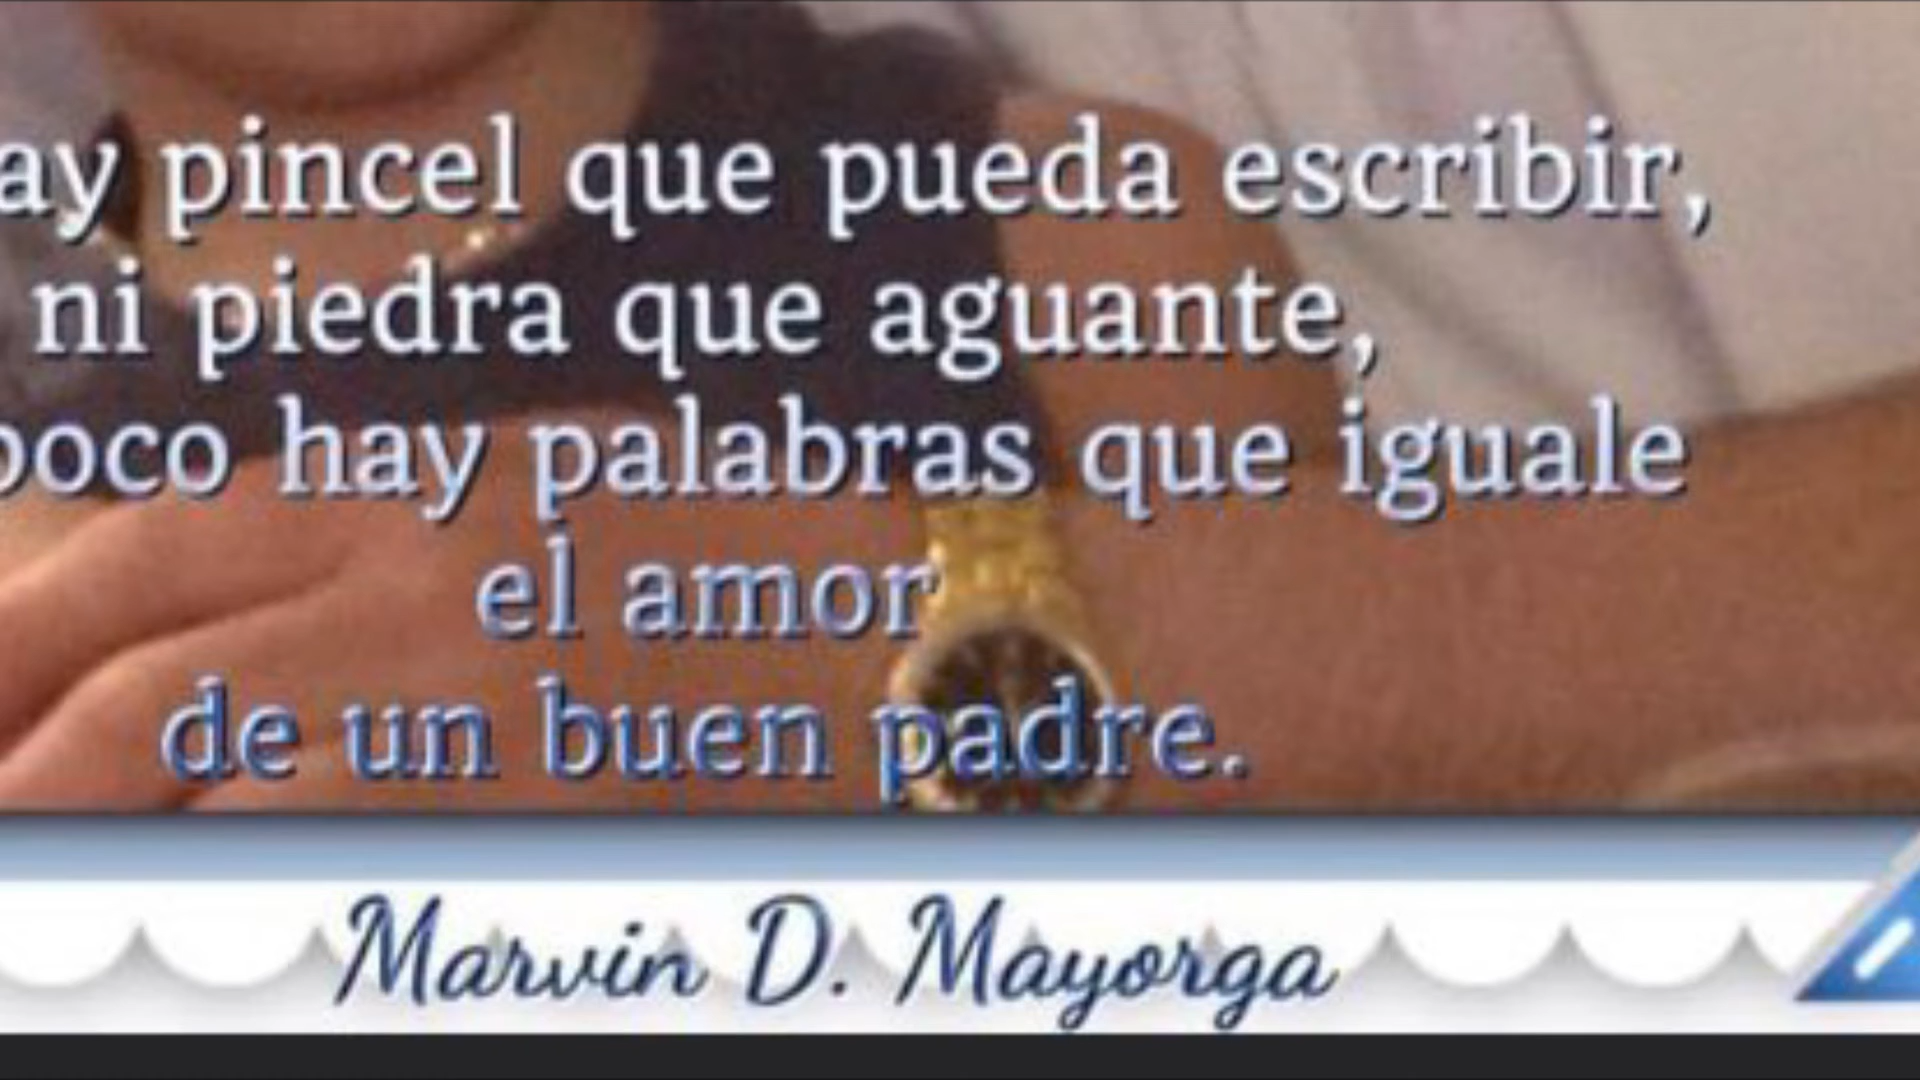 ay pincel que pueda escribir,
ni piedra que aguante,
poco hay palabras que iguale
el amor
de un buen padre.
Marvin D. Mayorga